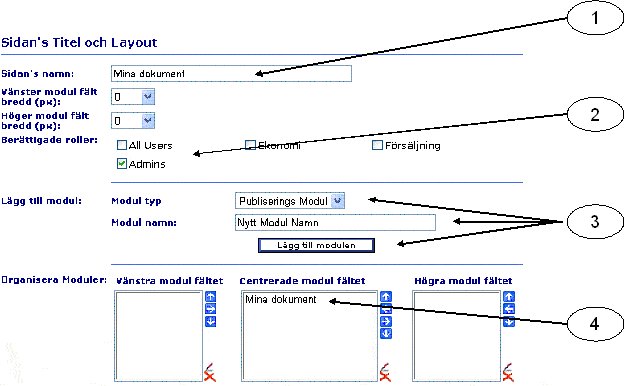 1
Sidan's Titel och Layout
Sidan's namn: Mina dokument
Vänster modul fält bredd (px): 0
Höger modul fält bredd (px): 0
2
Berättigade roller: All Users Ekonomi Försäljning
Admins
Lägg till modul: Modul typ Publiserings Modul
Modul namn: Nytt Modul Namn
3
Lägg till modulen
Organisera Moduler: Vänstra modul fältet Centrerade modul fältet Högra modul fältet
Mina dokument
4